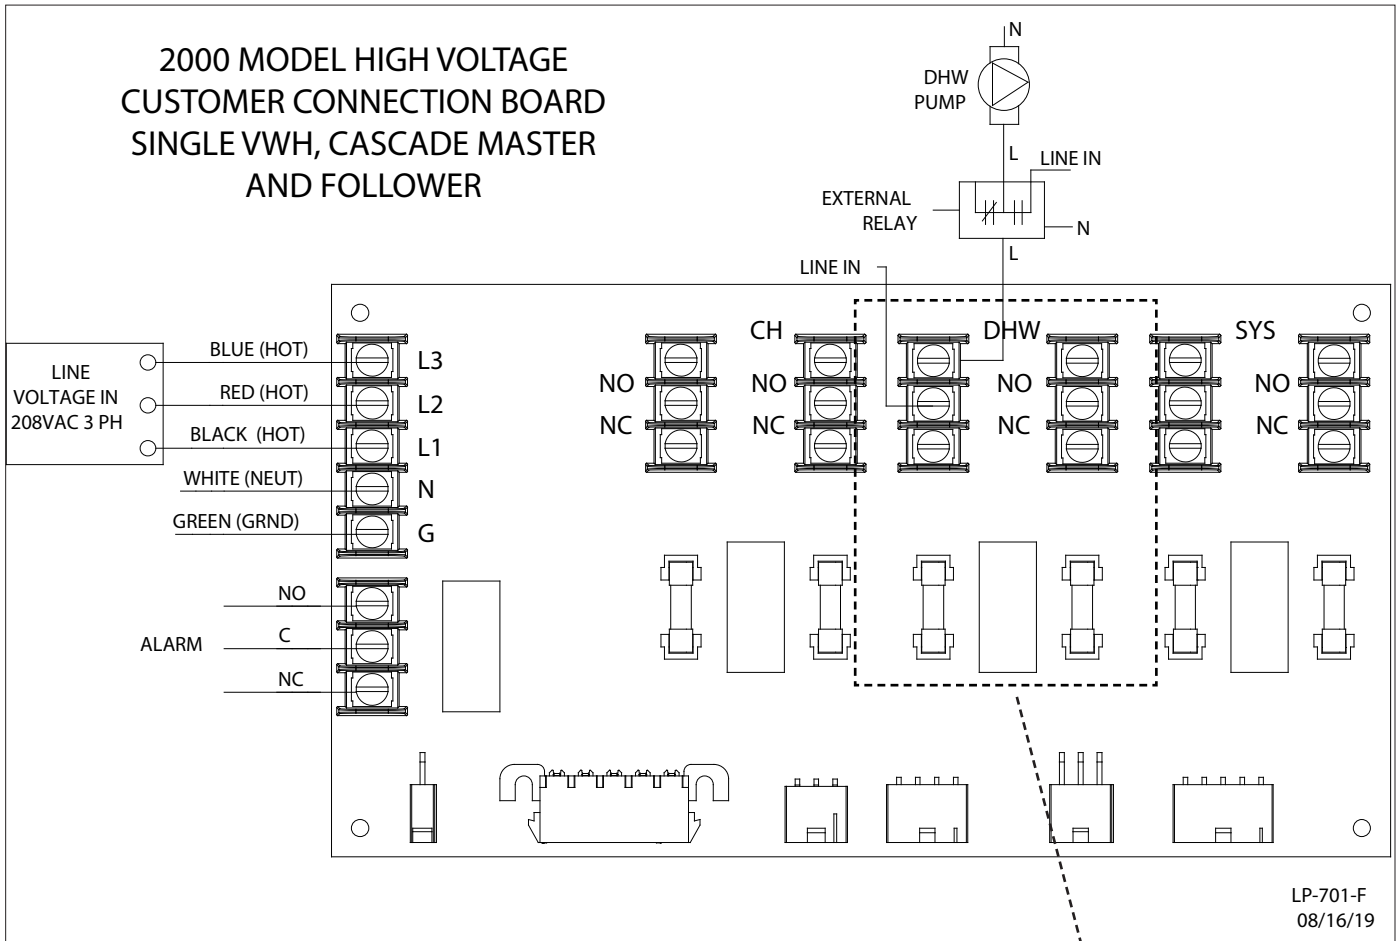 2000 MODEL HIGH VOLTAGE
CUSTOMER CONNECTION BOARD
SINGLE VWH, CASCADE MASTER
AND FOLLOWER
N
DHW
PUMP
L
LINE IN
EXTERNAL
RELAY
N
L
LINE IN
LINE
VOLTAGE IN
208VAC 3 PH
BLUE (HOT)
L3
RED (HOT)
L2
BLACK (HOT)
L1
WHITE (NEUT)
N
GREEN (GRND)
G
ALARM
NO
C
NC
CH
DHW
SYS
NO
NO
NO
NO
NC
NC
NC
NC
LP-701-F
08/16/19